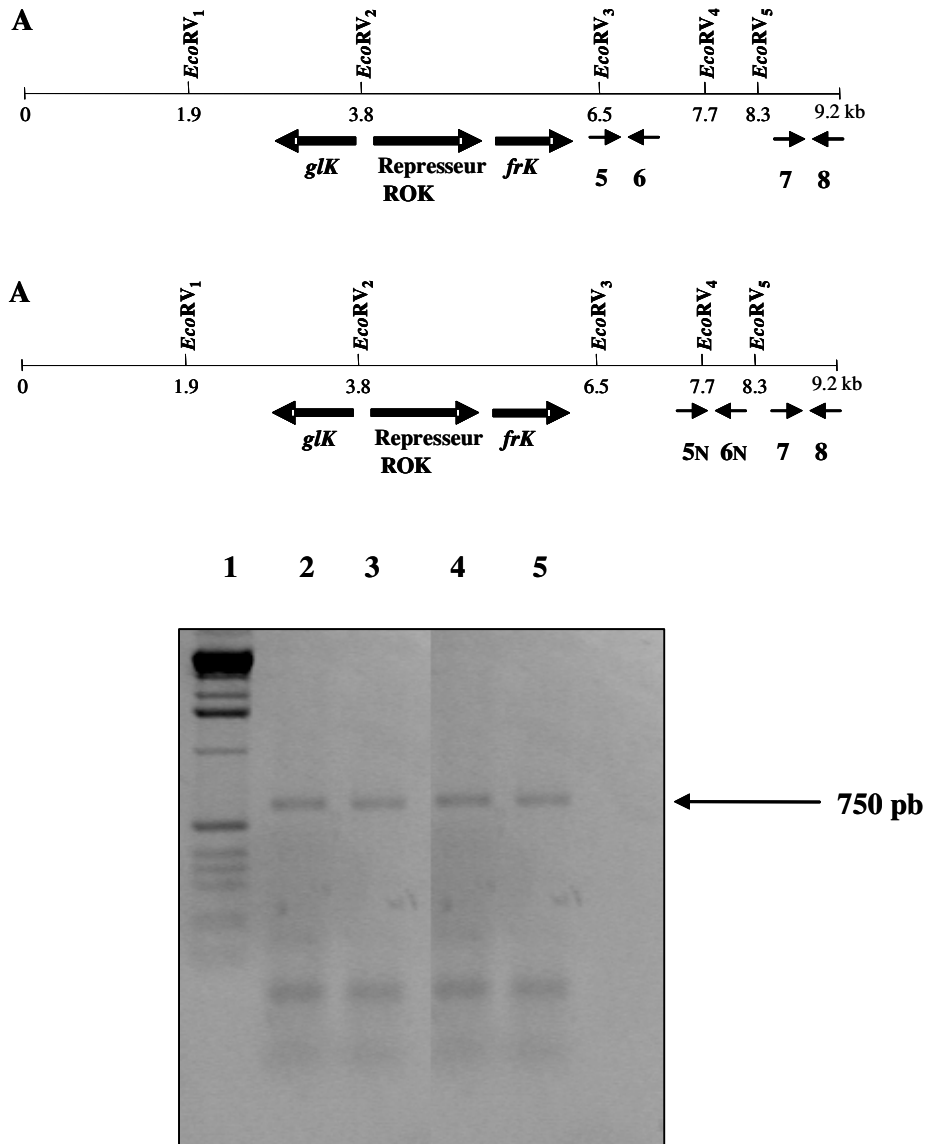 A
EcoRV1
EcoRV2
EcoRV3
EcoRV4
EcoRV5
0
1.9
3.8
6.5
7.7
8.3
9.2 kb
glK
Represseur
ROK
frK
5
6
7
8
A
EcoRV1
EcoRV2
EcoRV3
EcoRV4
EcoRV5
0
1.9
3.8
6.5
7.7
8.3
9.2 kb
glK
Represseur
ROK
frK
5N
6N
7
8
1 2 3 4 5
750 pb